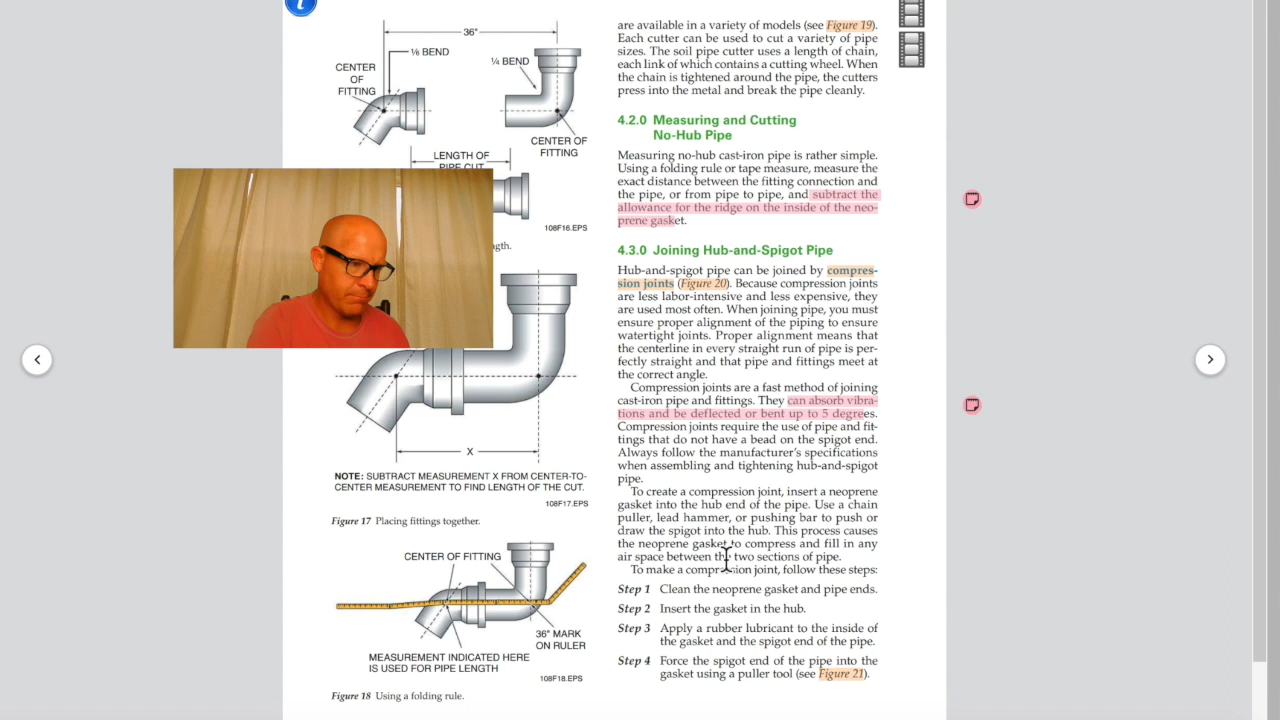 36"
⅛ BEND
¼ BEND
CENTER
OF
FITTING
CENTER OF
FITTING
LENGTH OF
PIPE CUT
108F16.EPS
gth.
X
NOTE: SUBTRACT MEASUREMENT X FROM CENTER-TO-
CENTER MEASUREMENT TO FIND LENGTH OF THE CUT.
108F17.EPS
Figure 17 Placing fittings together.
CENTER OF FITTING
36" MARK
ON RULER
MEASUREMENT INDICATED HERE
IS USED FOR PIPE LENGTH
108F18.EPS
Figure 18 Using a folding rule.
are available in a variety of models (see Figure 19).
Each cutter can be used to cut a variety of pipe
sizes. The soil pipe cutter uses a length of chain,
each link of which contains a cutting wheel. When
the chain is tightened around the pipe, the cutters
press into the metal and break the pipe cleanly.
4.2.0 Measuring and Cutting
No-Hub Pipe
Measuring no-hub cast-iron pipe is rather simple.
Using a folding rule or tape measure, measure the
exact distance between the fitting connection and
the pipe, or from pipe to pipe, and subtract the
allowance for the ridge on the inside of the neo-
prene gasket.
4.3.0 Joining Hub-and-Spigot Pipe
Hub-and-spigot pipe can be joined by compres-
sion joints (Figure 20). Because compression joints
are less labor-intensive and less expensive, they
are used most often. When joining pipe, you must
ensure proper alignment of the piping to ensure
watertight joints. Proper alignment means that
the centerline in every straight run of pipe is per-
fectly straight and that pipe and fittings meet at
the correct angle.
Compression joints are a fast method of joining
cast-iron pipe and fittings. They can absorb vibra-
tions and be deflected or bent up to 5 degrees.
Compression joints require the use of pipe and fit-
tings that do not have a bead on the spigot end.
Always follow the manufacturer's specifications
when assembling and tightening hub-and-spigot
pipe.
To create a compression joint, insert a neoprene
gasket into the hub end of the pipe. Use a chain
puller, lead hammer, or pushing bar to push or
draw the spigot into the hub. This process causes
the neoprene gasket to compress and fill in any
air space between the two sections of pipe.
To make a compression joint, follow these steps:
Step 1 Clean the neoprene gasket and pipe ends.
Step 2 Insert the gasket in the hub.
Step 3 Apply a rubber lubricant to the inside of
the gasket and the spigot end of the pipe.
Step 4 Force the spigot end of the pipe into the
gasket using a puller tool (see Figure 21).